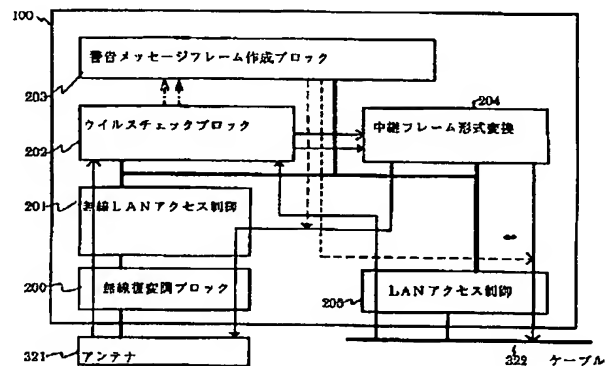 100
警告メッセージフレーム作成ブロック
203
204
ウイルスチェックブロック
中継フレーム形式変換
202
201
無線LANアクセス制御
200
無線復変調ブロック
205
LANアクセス制御
321
アンテナ
322
ケーブル